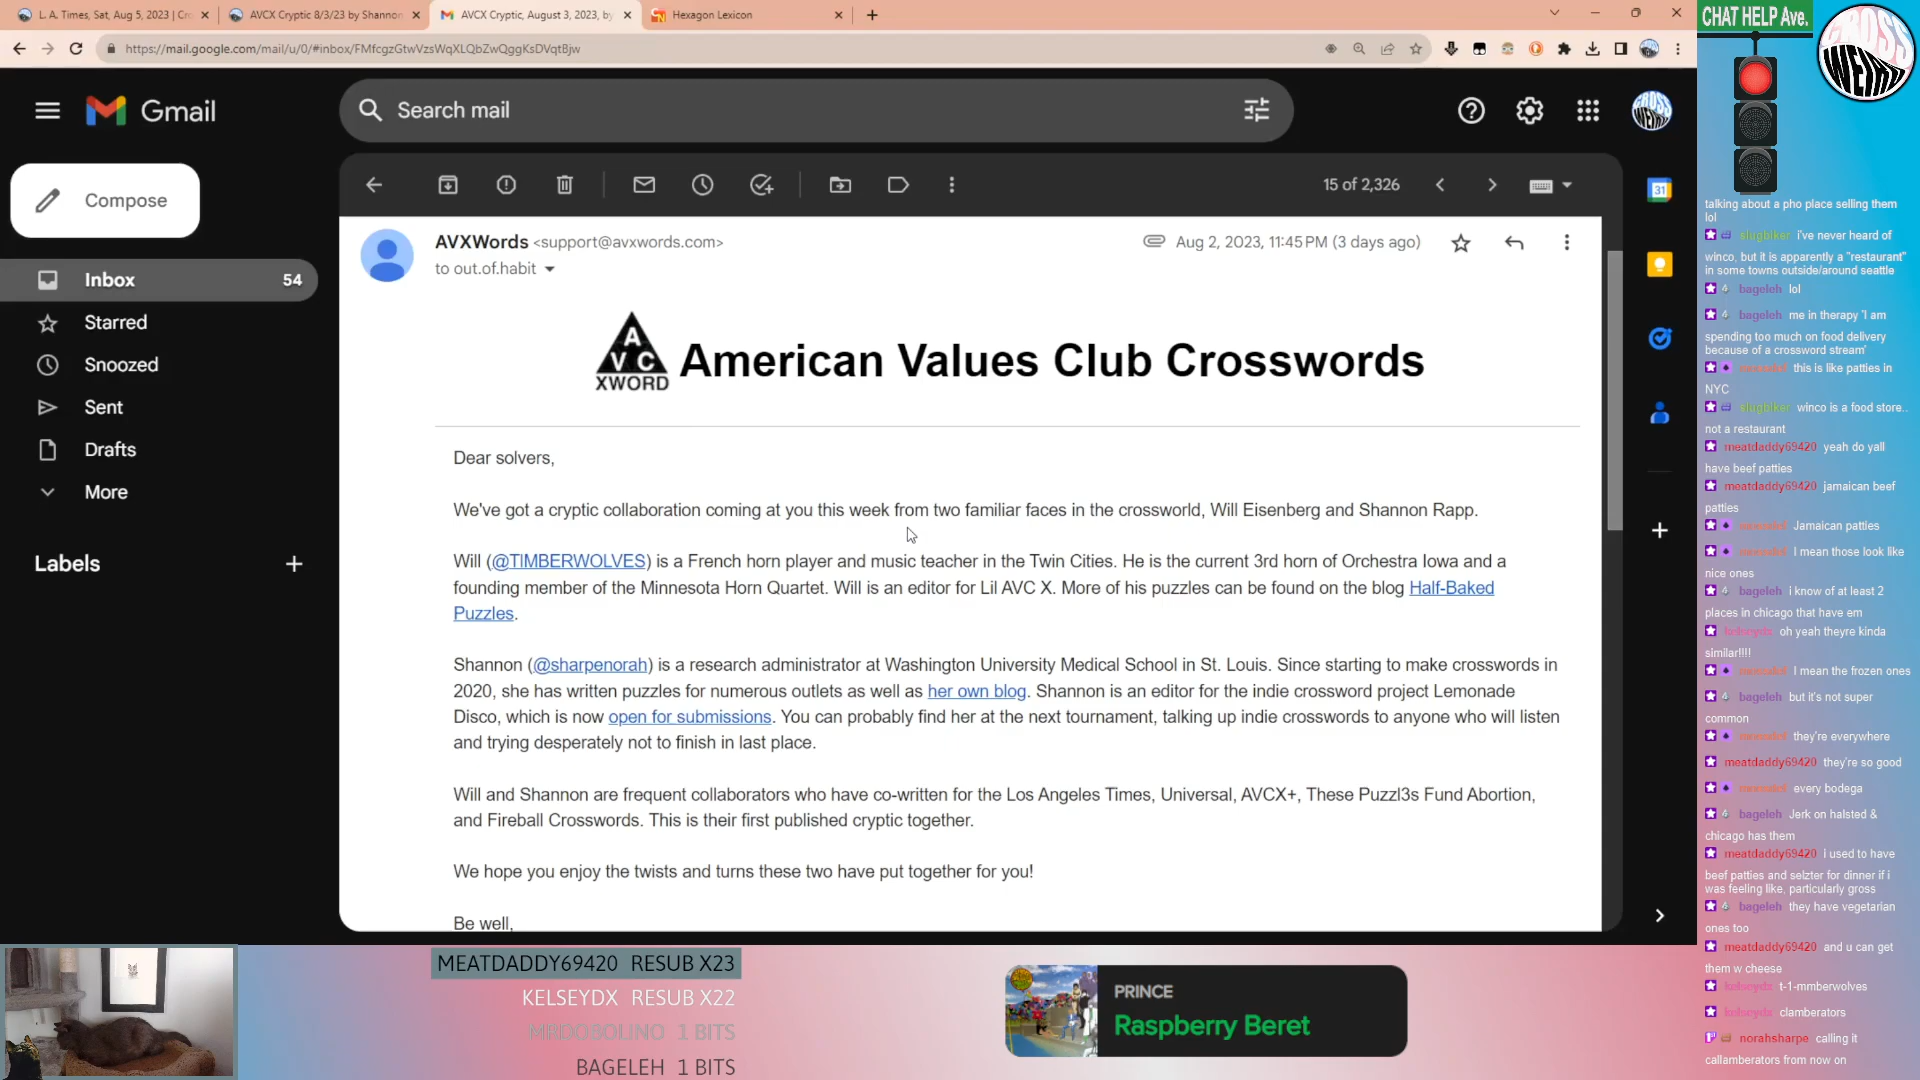 L. A. Times, Sat, Aug 5, 2023 | Cro
AVCX Cryptic 8/3/23 by Shannon
AVCX Cryptic, August 3, 2023, by
Hexagon Lexicon
https://mail.google.com/mail/u/0/#inbox/FMfcgzGtwVzsWqXLQbZwQggKsDVqtBjw
Gmail
Search mail
Compose
15 of 2,326
Inbox 54
Starred
Snoozed
Sent
Drafts
More
Labels
AVXWords <support@avxwords.com>
Aug 2, 2023, 11:45 PM (3 days ago)
to out.of.habit
A
V C
XWORD
American Values Club Crosswords
Dear solvers,
We've got a cryptic collaboration coming at you this week from two familiar faces in the crossworld, Will Eisenberg and Shannon Rapp.
Will (@TIMBERWOLVES) is a French horn player and music teacher in the Twin Cities. He is the current 3rd horn of Orchestra Iowa and a
founding member of the Minnesota Horn Quartet. Will is an editor for Lil AVC X. More of his puzzles can be found on the blog Half-Baked
Puzzles.
Shannon (@sharpenorah) is a research administrator at Washington University Medical School in St. Louis. Since starting to make crosswords in
2020, she has written puzzles for numerous outlets as well as her own blog. Shannon is an editor for the indie crossword project Lemonade
Disco, which is now open for submissions. You can probably find her at the next tournament, talking up indie crosswords to anyone who will listen
and trying desperately not to finish in last place.
Will and Shannon are frequent collaborators who have co-written for the Los Angeles Times, Universal, AVCX+, These Puzzl3s Fund Abortion,
and Fireball Crosswords. This is their first published cryptic together.
We hope you enjoy the twists and turns these two have put together for you!
Be well,
31
CHAT HELP Ave.
CROSS
WEIRD
talking about a pho place selling them
lol
slugbiker i've never heard of
winco, but it is apparently a "restaurant"
in some towns outside/around seattle
bageleh lol
bageleh me in therapy 'I am
spending too much on food delivery
because of a crossword stream'
this is like patties in
NYC
slugbiker winco is a food store..
not a restaurant
meatdaddy69420 yeah do yall
have beef patties
meatdaddy69420 jamaican beef
patties
Jamaican patties
I mean those look like
nice ones
bageleh i know of at least 2
places in chicago that have em
kelseydx oh yeah theyre kinda
similar!!!!
I mean the frozen ones
bageleh but it's not super
common
they're everywhere
meatdaddy69420 they're so good
every bodega
bageleh Jerk on halsted &
chicago has them
meatdaddy69420 i used to have
beef patties and selzter for dinner if i
was feeling like, particularly gross
bageleh they have vegetarian
ones too
meatdaddy69420 and u can get
them w cheese
kelseydx t-1-mmberwolves
kelseydx clamberators
norahsharpe calling it
callamberators from now on
MEATDADDY69420 RESUB X23
KELSEYDX RESUB X22
MRDOBOLINO 1 BITS
BAGELEH 1 BITS
PRINCE
Raspberry Beret